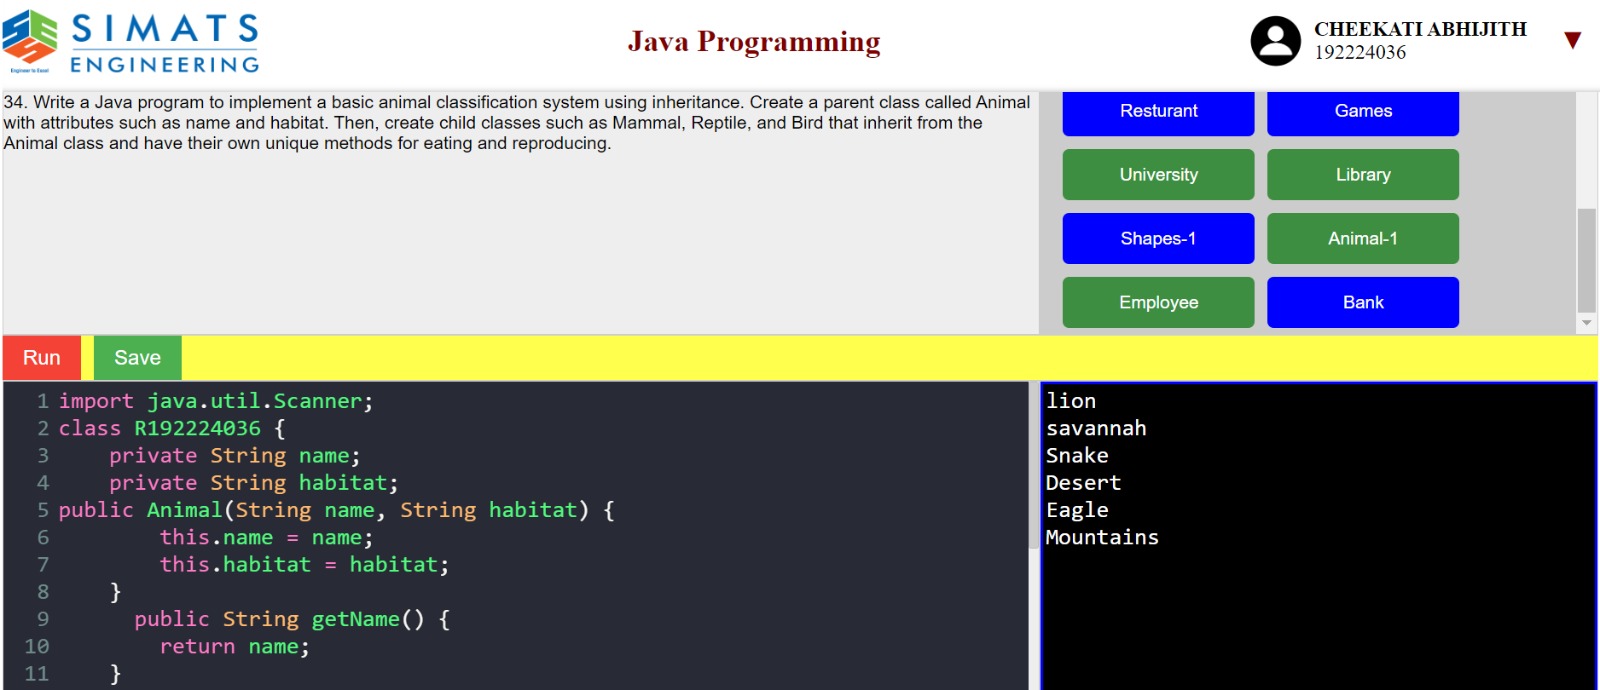 SIMATS
ENGINEERING
Engineer to Excel
Java Programming
CHEEKATI ABHIJITH
192224036
34. Write a Java program to implement a basic animal classification system using inheritance. Create a parent class called Animal
with attributes such as name and habitat. Then, create child classes such as Mammal, Reptile, and Bird that inherit from the
Animal class and have their own unique methods for eating and reproducing.
Resturant
Games
University
Library
Shapes-1
Animal-1
Employee
Bank
Run
Save
1 import java.util.Scanner;
2 class R192224036 {
3     private String name;
4     private String habitat;
5 public Animal(String name, String habitat) {
6         this.name = name;
7         this.habitat = habitat;
8     }
9       public String getName() {
10         return name;
11     }
lion
savannah
Snake
Desert
Eagle
Mountains